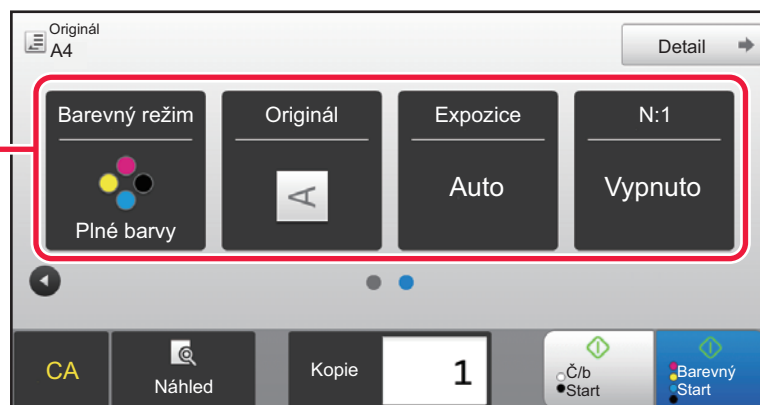 Originál
A4
Detail
Barevný režim
Plné barvy
Originál
A
Expozice
Auto
N:1
Vypnuto
CA
Náhled
Kopie
1
Č/b
Start
Barevný
Start